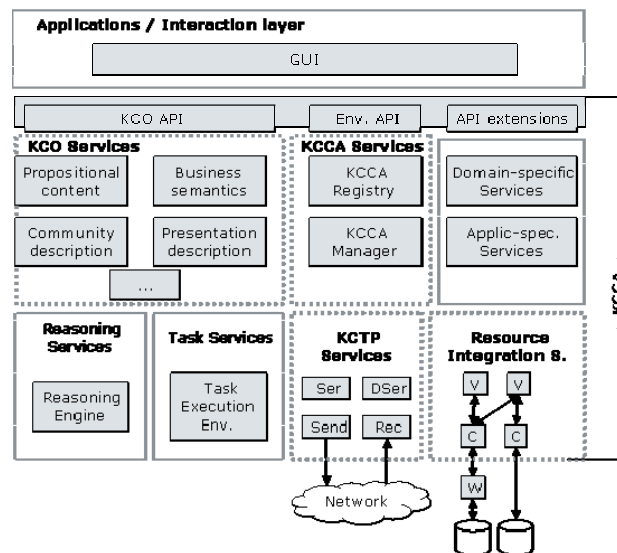 Applications / Interaction layer
GUI
KCO API
Env. API
API extensions
KCO Services
KCCA Services
Propositional
content
Business
semantics
KCCA
Registry
Domain-specific
Services
Community
description
Presentation
description
KCCA
Manager
Applic-spec.
Services
...
KCCA
Reasoning
Services
Task Services
KCTP
Services
Resource
Integration S.
Reasoning
Engine
Task
Execution
Env.
Ser
DSer
Send
Rec
V
V
C
C
W
Network